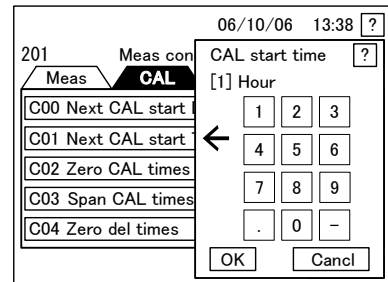 06/10/06 13:38 ?
201 Meas con
Meas CAL
C00 Next CAL start
C01 Next CAL start
C02 Zero CAL times
C03 Span CAL times
C04 Zero del times
CAL start time ?
[1] Hour
1 2 3
4 5 6
7 8 9
. 0 −
OK Cancl